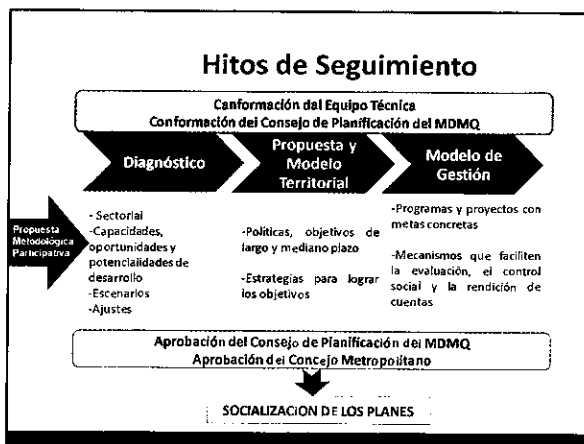 Hitos de Seguimiento
Canformación dal Equipo Técnica
Conformación del Consejo de Planificación del MDMQ
Diagnóstico
Propuesta y
Modelo
Territorial
Modelo de
Gestión
Propuesta
Metodológica
Participativa
- Sectorial
-Capacidades,
oportunidades y
potencialidades de
desarrollo
- Escenarios
- Ajustes
-Políticas, objetivos de
largo y mediano plazo
-Estrategias para lograr
los objetivos
-Programas y proyectos con
metas concretas
-Mecanismos que faciliten
la evaluación, el control
social y la rendición de
cuentas
Aprobación del Consejo de Planificación del MDMQ
Aprobación del Concejo Metropolitano
SOCIALIZACION DE LOS PLANES